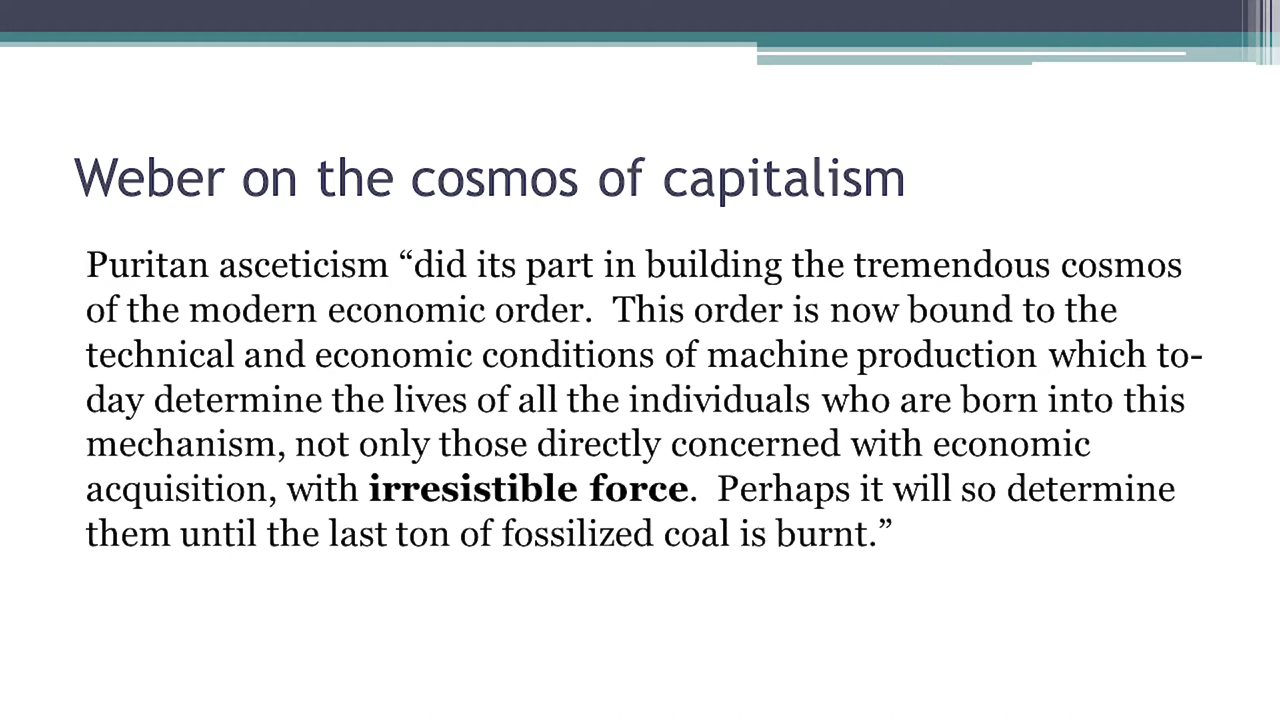 Weber on the cosmos of capitalism
Puritan asceticism “did its part in building the tremendous cosmos
of the modern economic order.  This order is now bound to the
technical and economic conditions of machine production which to-
day determine the lives of all the individuals who are born into this
mechanism, not only those directly concerned with economic
acquisition, with irresistible force.  Perhaps it will so determine
them until the last ton of fossilized coal is burnt.”